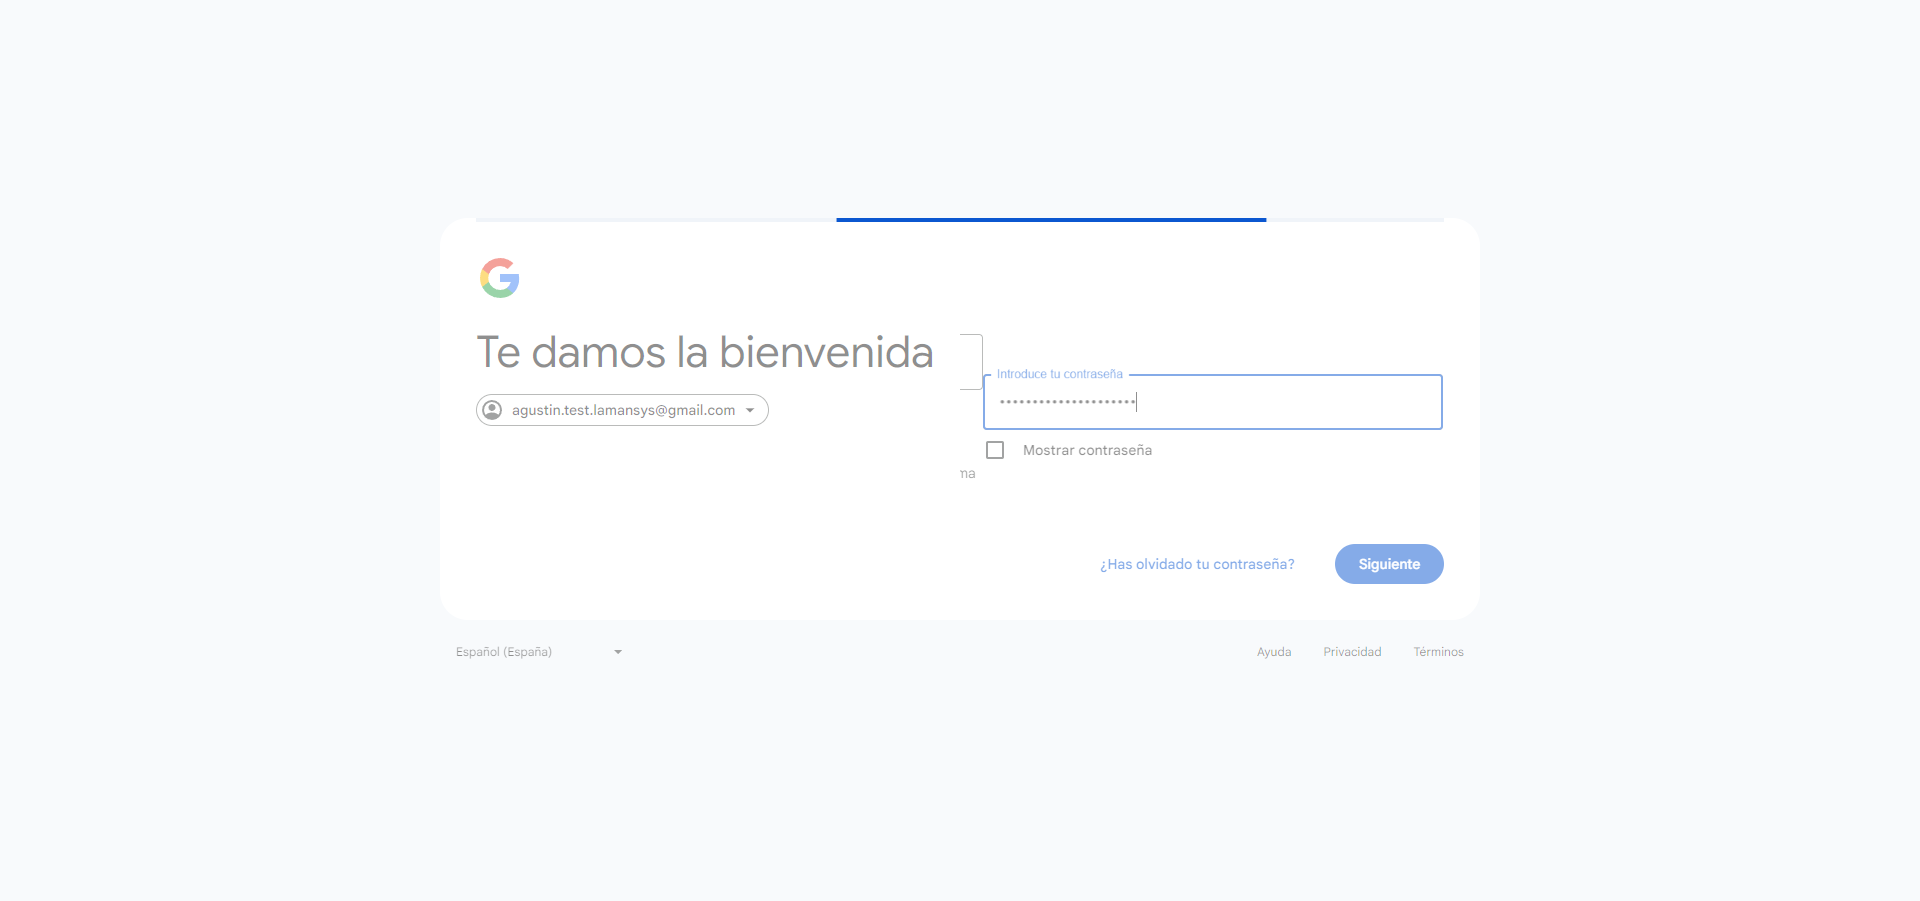 Te damos la bienvenida
agustin.test.lamansys@gmail.com
Introduce tu contraseña
••••••••••••••••••••••
Mostrar contraseña
ma
¿Has olvidado tu contraseña?
Siguiente
Español (España)
Ayuda
Privacidad
Términos